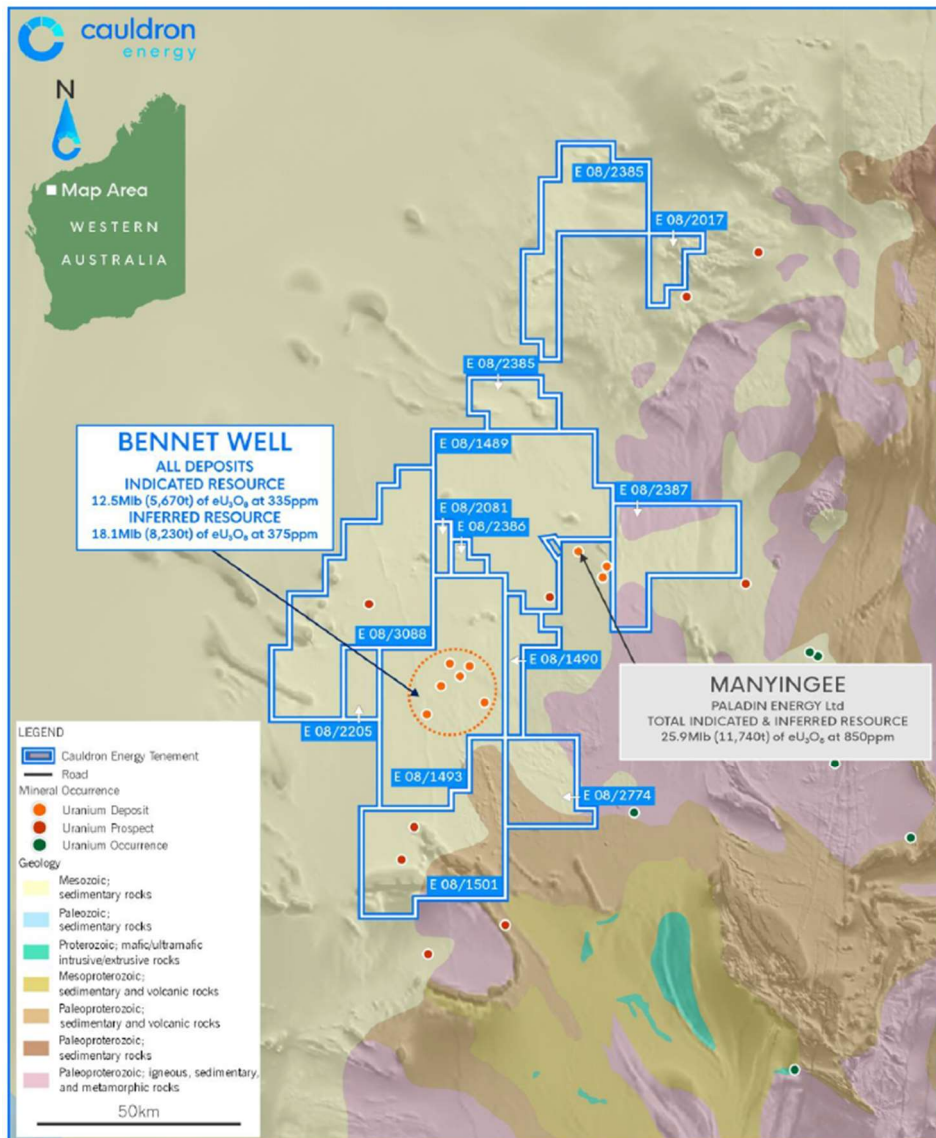 cauldron
energy
N
Map Area
WESTERN
AUSTRALIA
E 08/2385
E 08/2017
E 08/2385
BENNET WELL
ALL DEPOSITS
INDICATED RESOURCE
12.5Mlb (5,670t) of eU₃O₈ at 335ppm
INFERRED RESOURCE
18.1Mlb (8,230t) of eU₃O₈ at 375ppm
E 08/1489
E 08/2081
E 08/2386
E 08/2387
E 08/3088
E 08/1490
MANYINGEE
PALADIN ENERGY Ltd
TOTAL INDICATED & INFERRED RESOURCE
25.9Mlb (11,740t) of eU₃O₈ at 850ppm
E 08/2205
E 08/1493
E 08/2774
E 08/1501
LEGEND
Cauldron Energy Tenement
Road
Mineral Occurrence
Uranium Deposit
Uranium Prospect
Uranium Occurrence
Geology
Mesozoic;
sedimentary rocks
Paleozoic;
sedimentary rocks
Proterozoic; mafic/ultramafic
intrusive/extrusive rocks
Mesoproterozoic;
sedimentary and volcanic rocks
Paleoproterozoic;
sedimentary and volcanic rocks
Paleoproterozoic;
sedimentary rocks
Paleoproterozoic; igneous, sedimentary,
and metamorphic rocks
50km